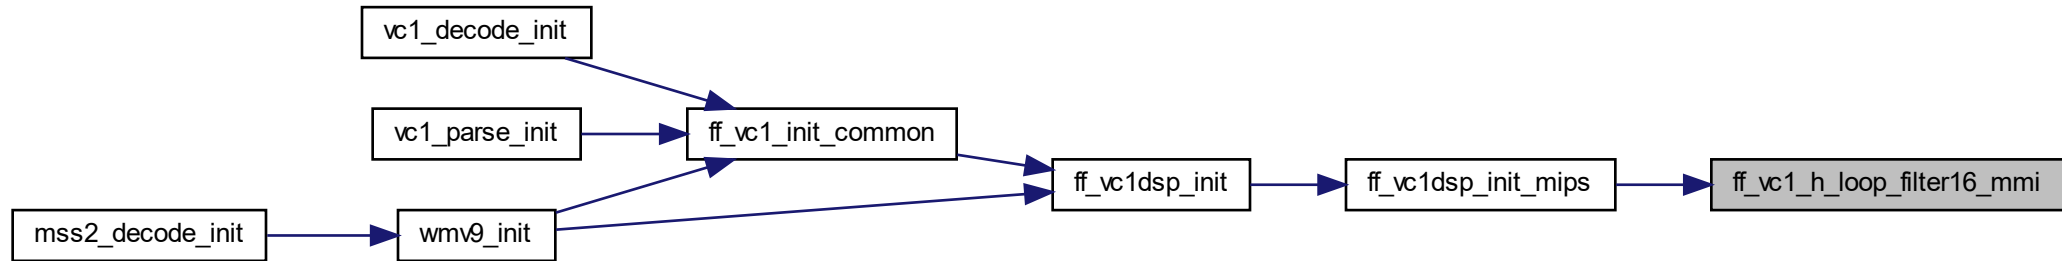 vc1_decode_init
vc1_parse_init
ff_vc1_init_common
ff_vc1dsp_init
ff_vc1dsp_init_mips
ff_vc1_h_loop_filter16_mmi
mss2_decode_init
wmv9_init